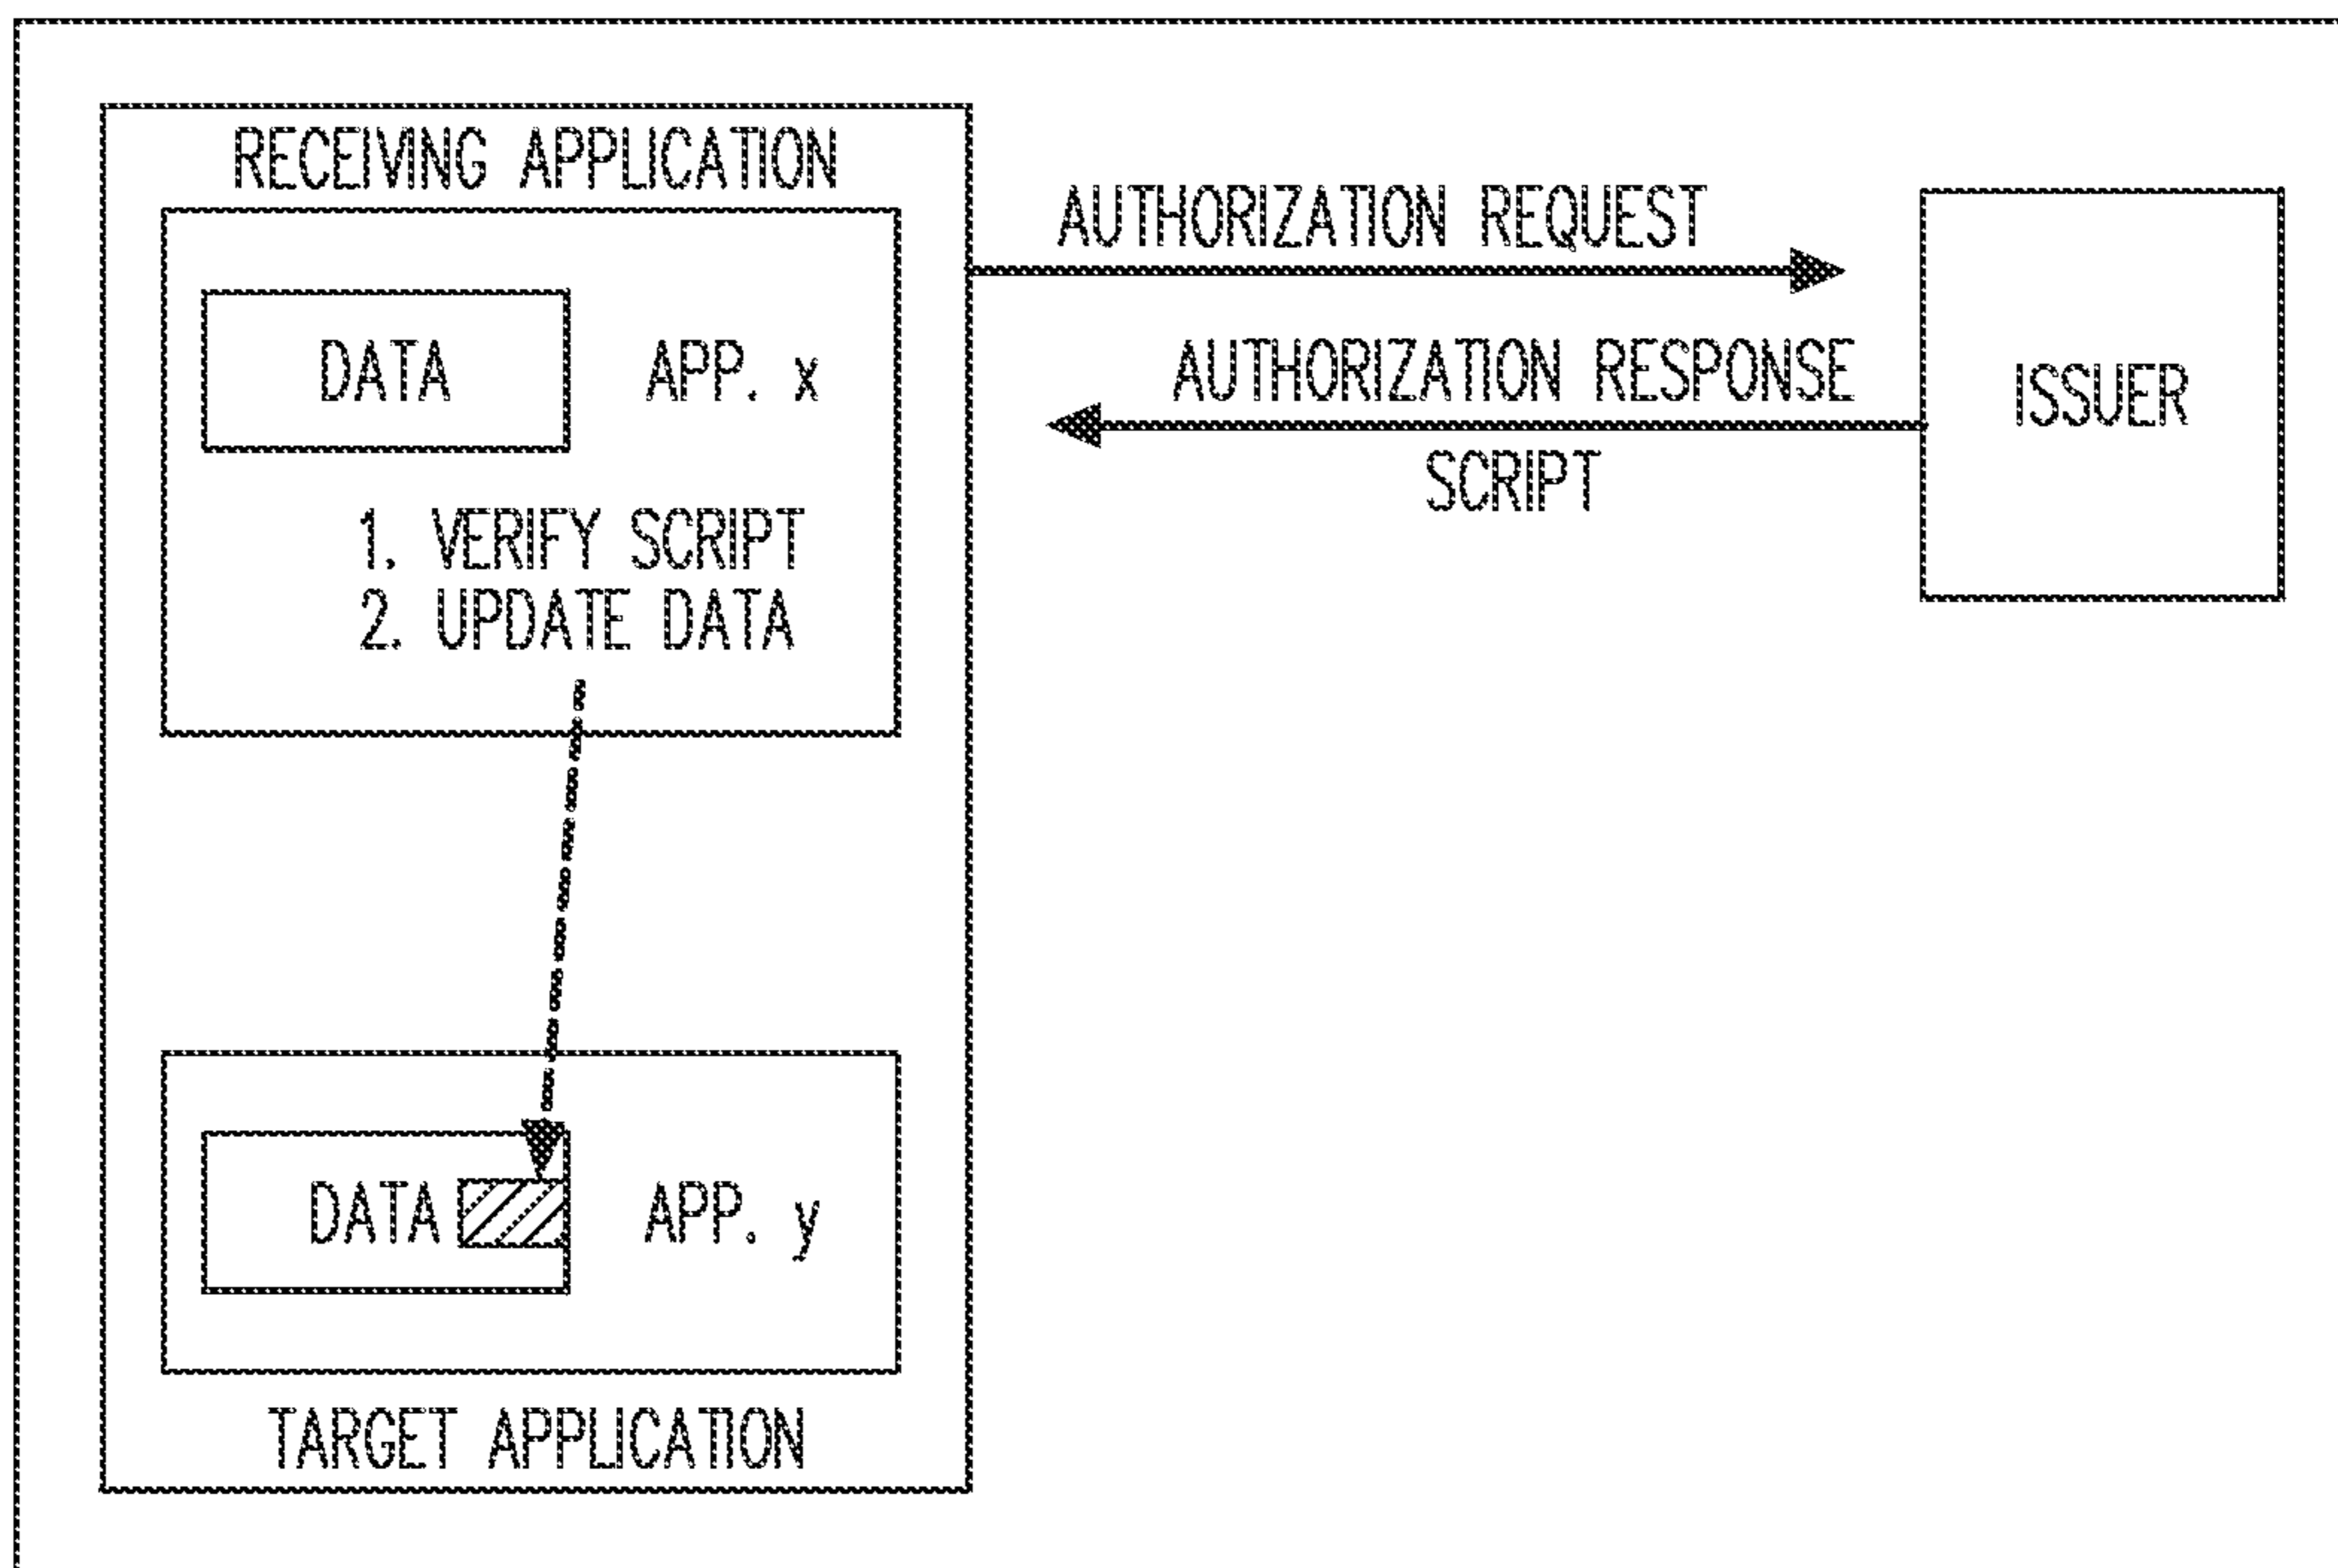 RECEIVING APPLICATION
DATA
APP. x
1. VERIFY SCRIPT
2. UPDATE DATA
AUTHORIZATION REQUEST
AUTHORIZATION RESPONSE
SCRIPT
ISSUER
DATA
APP. y
TARGET APPLICATION